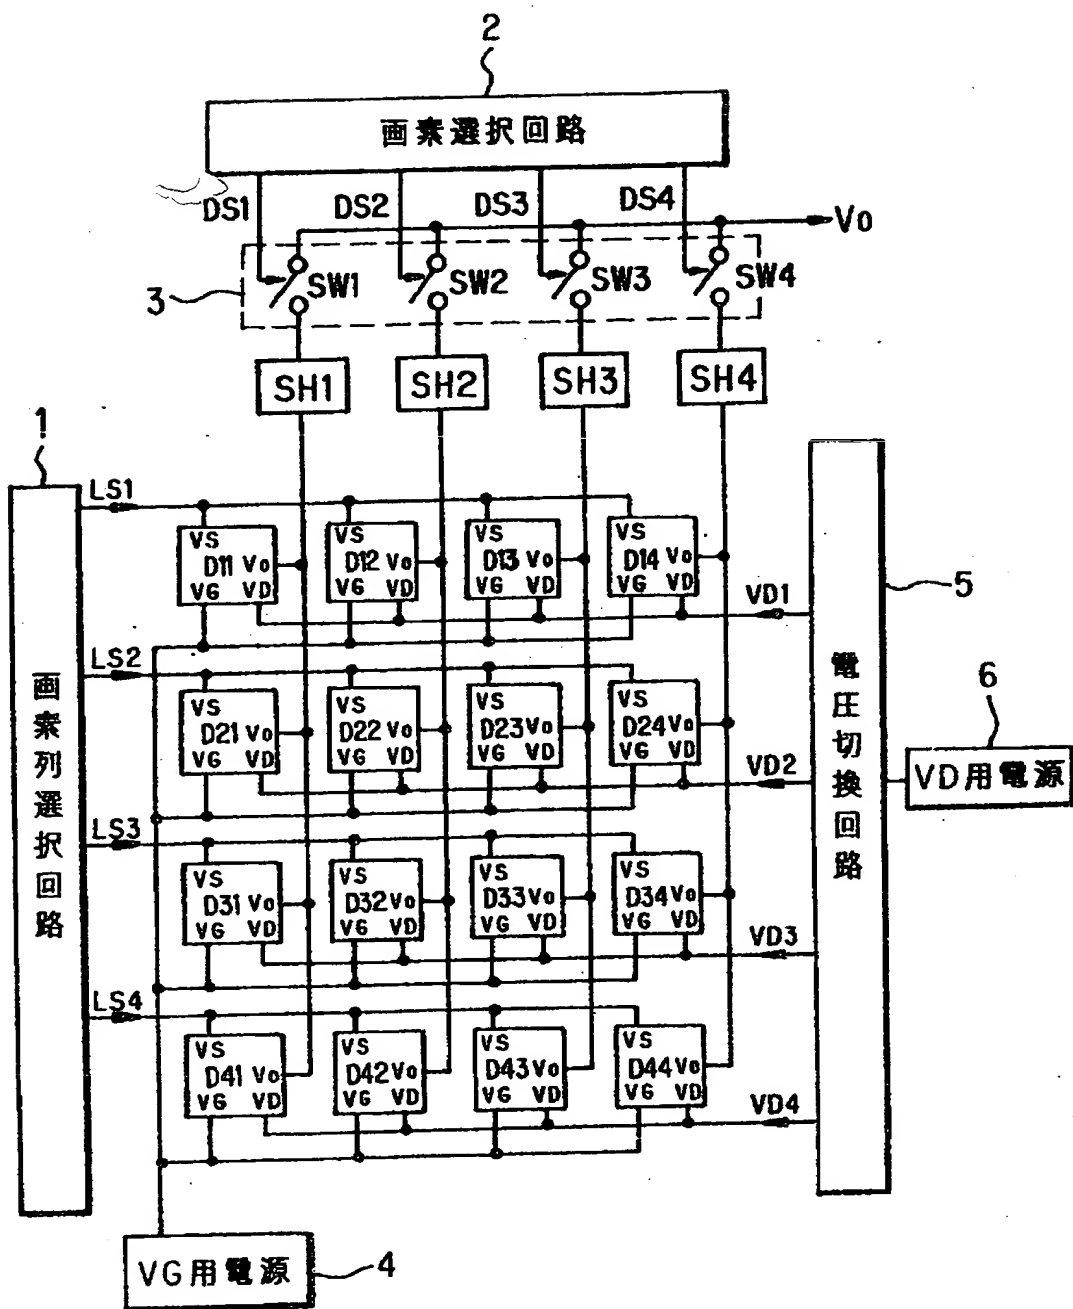 2
画素選択回路
DS1 DS2 DS3 DS4 Vo
3 SW1 SW2 SW3 SW4
SH1 SH2 SH3 SH4
1
画素列選択回路
LS1
VS D11 Vo VG VD
VS D12 Vo VG VD
VS D13 Vo VG VD
VS D14 Vo VG VD
VD1
5
LS2
VS D21 Vo VG VD
VS D22 Vo VG VD
VS D23 Vo VG VD
VS D24 Vo VG VD
VD2
電圧切換回路
6
VD用電源
LS3
VS D31 Vo VG VD
VS D32 Vo VG VD
VS D33 Vo VG VD
VS D34 Vo VG VD
VD3
LS4
VS D41 Vo VG VD
VS D42 Vo VG VD
VS D43 Vo VG VD
VS D44 Vo VG VD
VD4
VG用電源
4